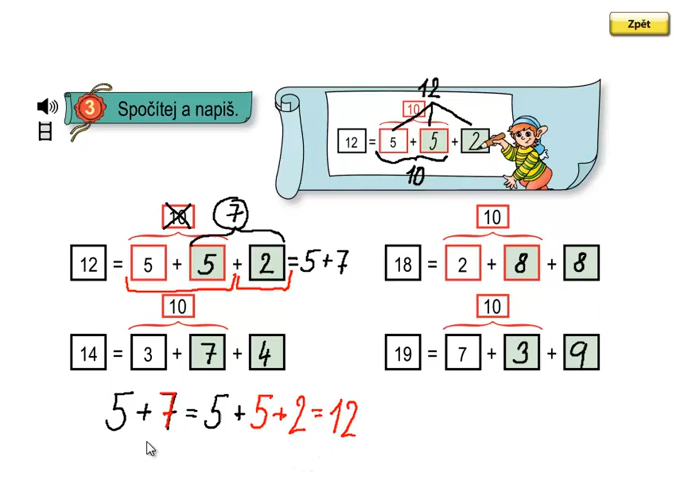 Zpět
3 Spočítej a napiš.
12
10
12 = 5 + 5 + 2
10
10 7
12 = 5 + 5 + 2 = 5 + 7
10
18 = 2 + 8 + 8
10
14 = 3 + 7 + 4
10
19 = 7 + 3 + 9
5 + 7 = 5 + 5 + 2 = 12